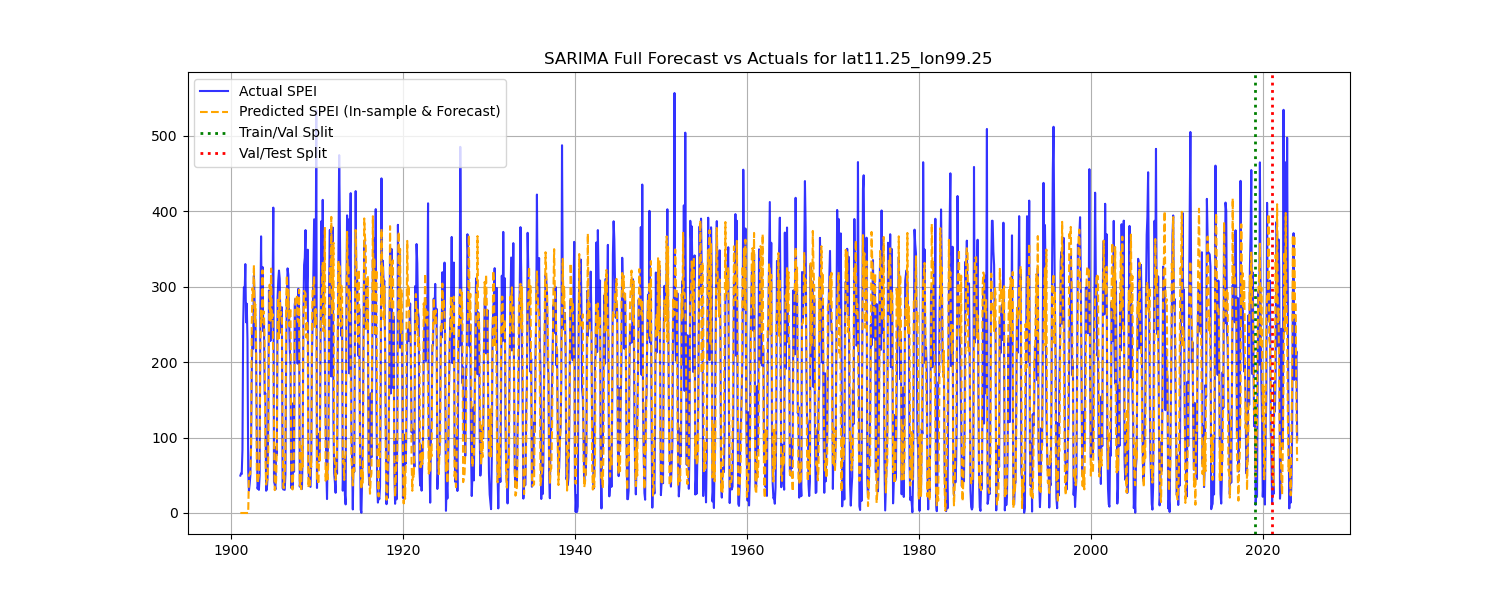 SARIMA Full Forecast vs Actuals for lat11.25_lon99.25
Actual SPEI
Predicted SPEI (In-sample & Forecast)
Train/Val Split
Val/Test Split
500
400
300
200
100
0
1900 1920 1940 1960 1980 2000 2020